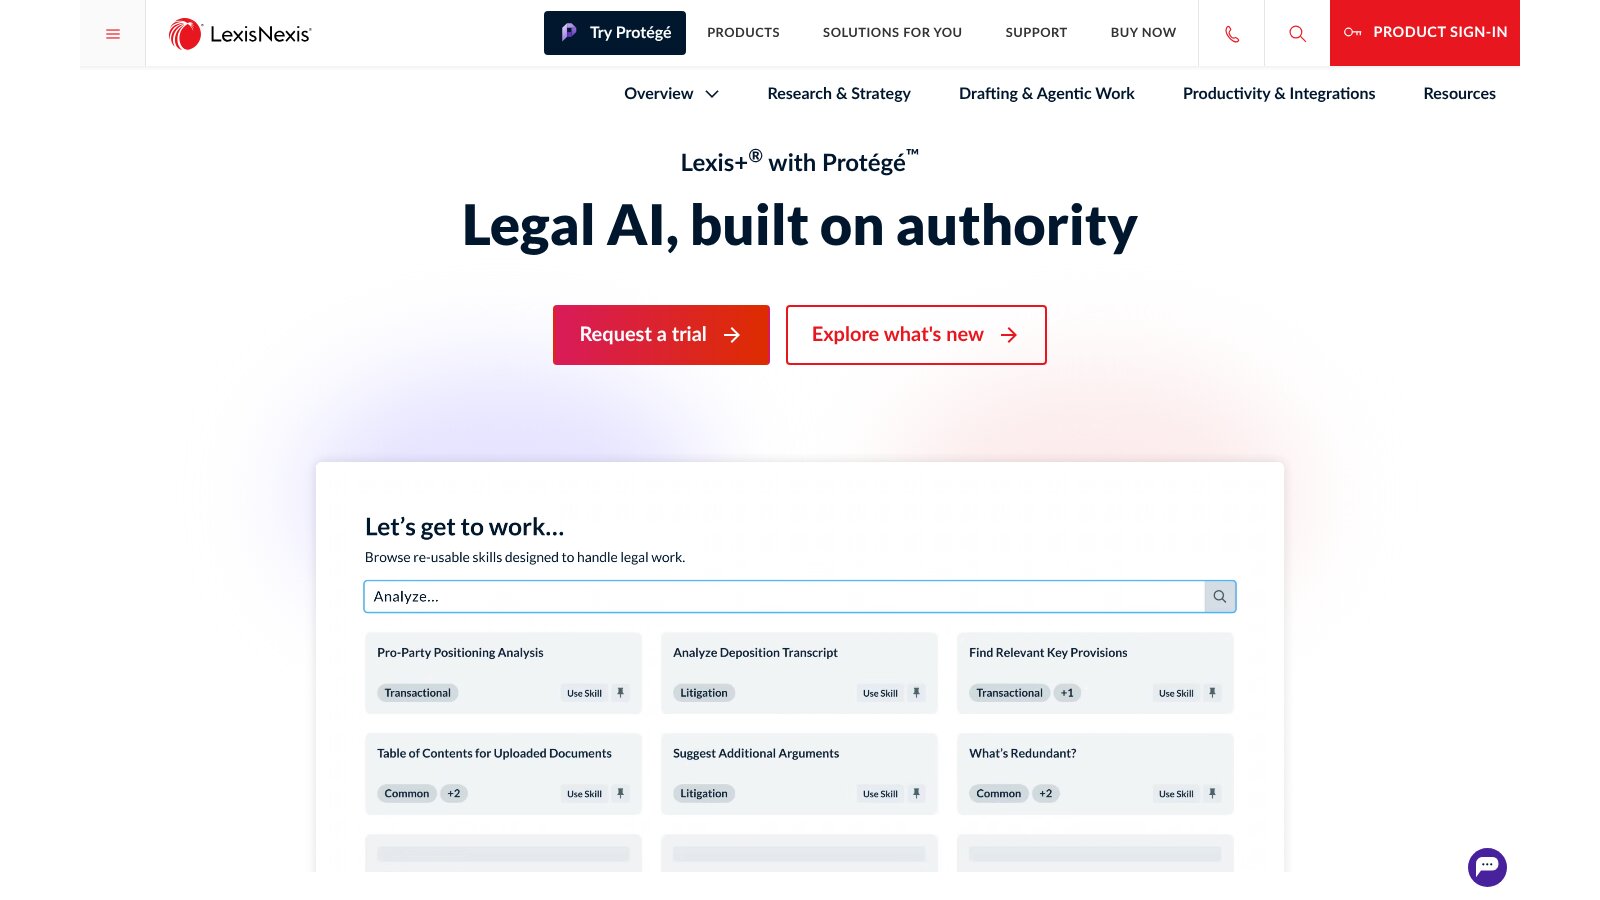 LexisNexis®
Try Protégé
PRODUCTS
SOLUTIONS FOR YOU
SUPPORT
BUY NOW
PRODUCT SIGN-IN
Overview
Research & Strategy
Drafting & Agentic Work
Productivity & Integrations
Resources
Lexis+® with Protégé™
Legal AI, built on authority
Request a trial
Explore what's new
Let’s get to work...
Browse re-usable skills designed to handle legal work.
Analyze...
Pro-Party Positioning Analysis
Transactional
Use Skill
Analyze Deposition Transcript
Litigation
Use Skill
Find Relevant Key Provisions
Transactional
+1
Use Skill
Table of Contents for Uploaded Documents
Common
+2
Use Skill
Suggest Additional Arguments
Litigation
Use Skill
What’s Redundant?
Common
+2
Use Skill